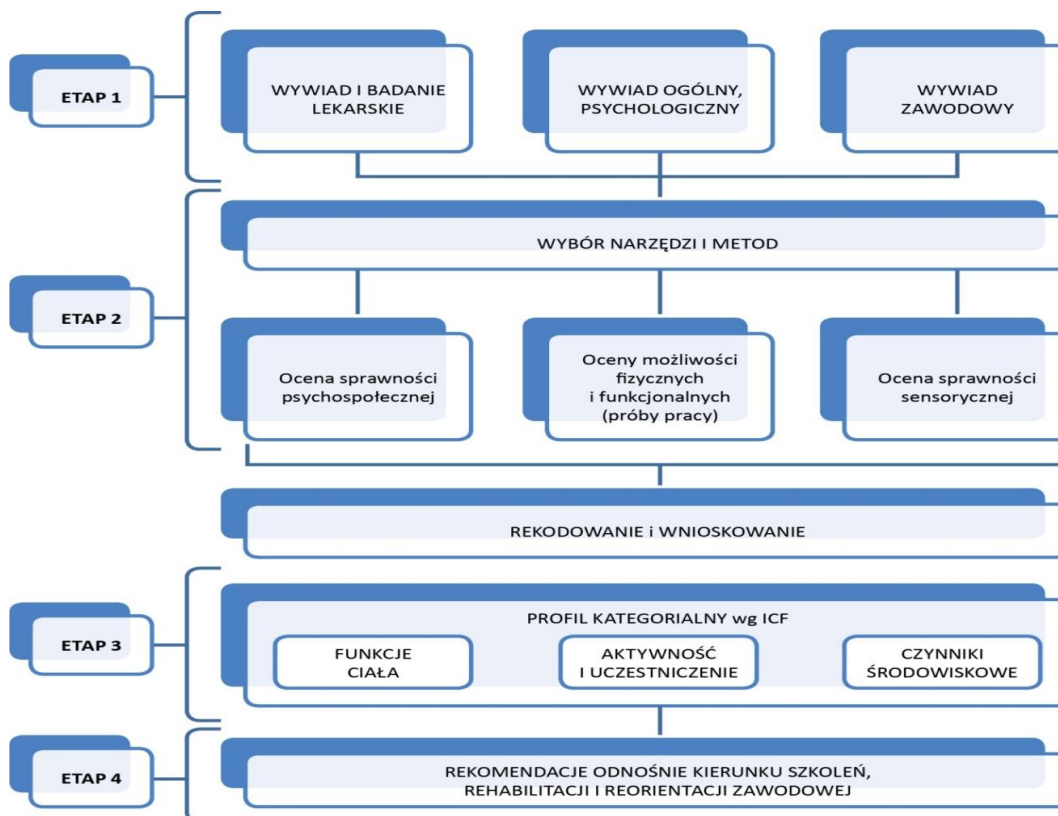 ETAP 1
WYWIAD I BADANIE
LEKARSKIE
WYWIAD OGÓLNY,
PSYCHOLOGICZNY
WYWIAD
ZAWODOWY
ETAP 2
WYBÓR NARZĘDZI I METOD
Ocena sprawności
psychospołecznej
Oceny możliwości
fizycznych
i funkcjonalnych
(próby pracy)
Ocena sprawności
sensorycznej
REKODOWANIE i WNIOSKOWANIE
ETAP 3
PROFIL KATEGORIALNY wg ICF
FUNKCJE
CIAŁA
AKTYWNOŚĆ
I UCZESTNICZENIE
CZYNNIKI
ŚRODOWISKOWE
ETAP 4
REKOMENDACJE ODNOŚNIE KIERUNKU SZKOLEŃ,
REHABILITACJI I REORIENTACJI ZAWODOWEJ